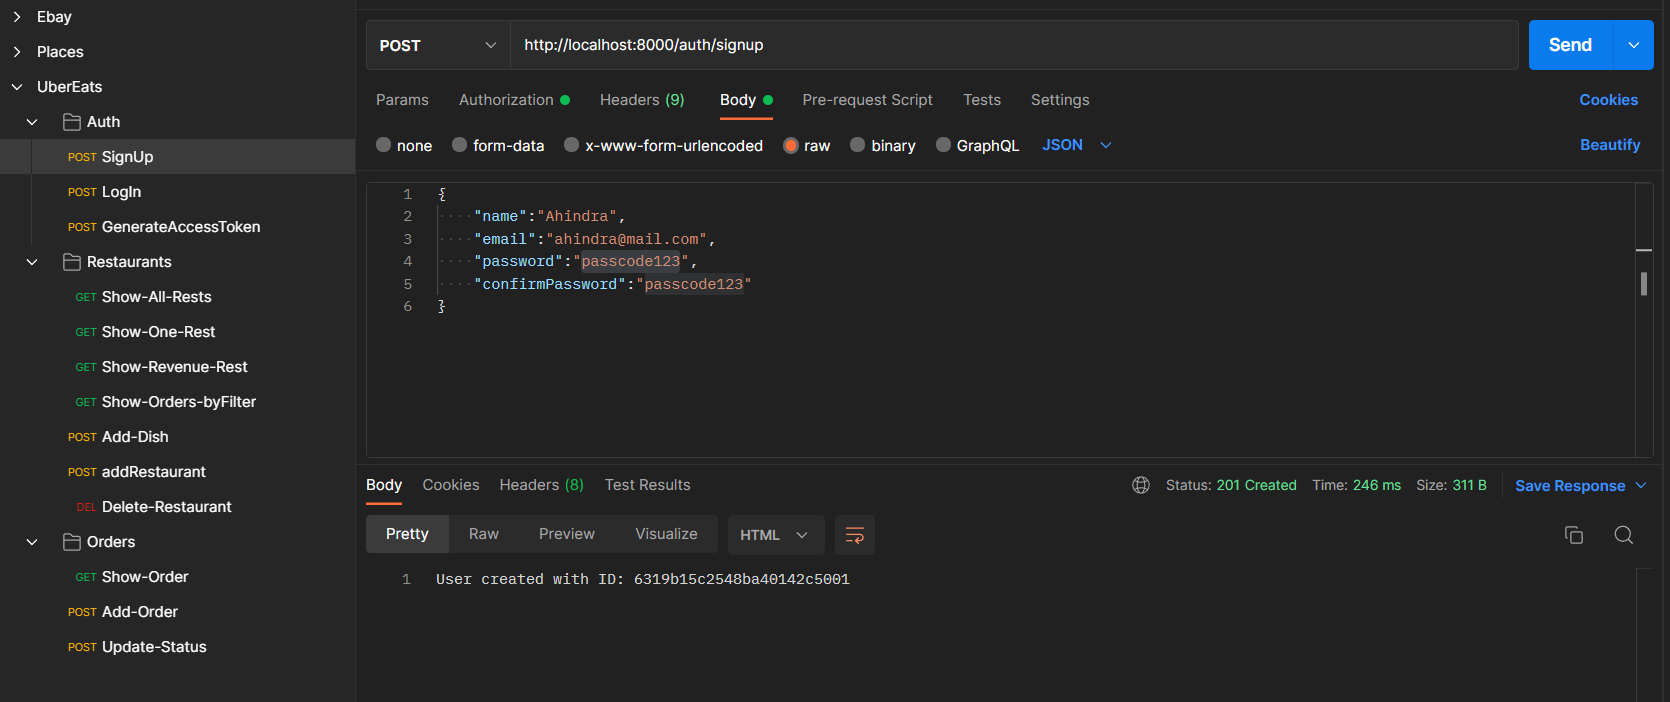 Ebay
Places
UberEats
Auth
POST SignUp
POST LogIn
POST GenerateAccessToken
Restaurants
GET Show-All-Rests
GET Show-One-Rest
GET Show-Revenue-Rest
GET Show-Orders-byFilter
POST Add-Dish
POST addRestaurant
DEL Delete-Restaurant
Orders
GET Show-Order
POST Add-Order
POST Update-Status
POST http://localhost:8000/auth/signup Send
Params Authorization Headers (9) Body Pre-request Script Tests Settings Cookies
none form-data x-www-form-urlencoded raw binary GraphQL JSON Beautify
1 {
2 ····"name":"Ahindra",
3 ····"email":"ahindra@mail.com",
4 ····"password":"passcode123",
5 ····"confirmPassword":"passcode123"
6 }
Body Cookies Headers (8) Test Results Status: 201 Created Time: 246 ms Size: 311 B Save Response
Pretty Raw Preview Visualize HTML
1 User created with ID: 6319b15c2548ba40142c5001